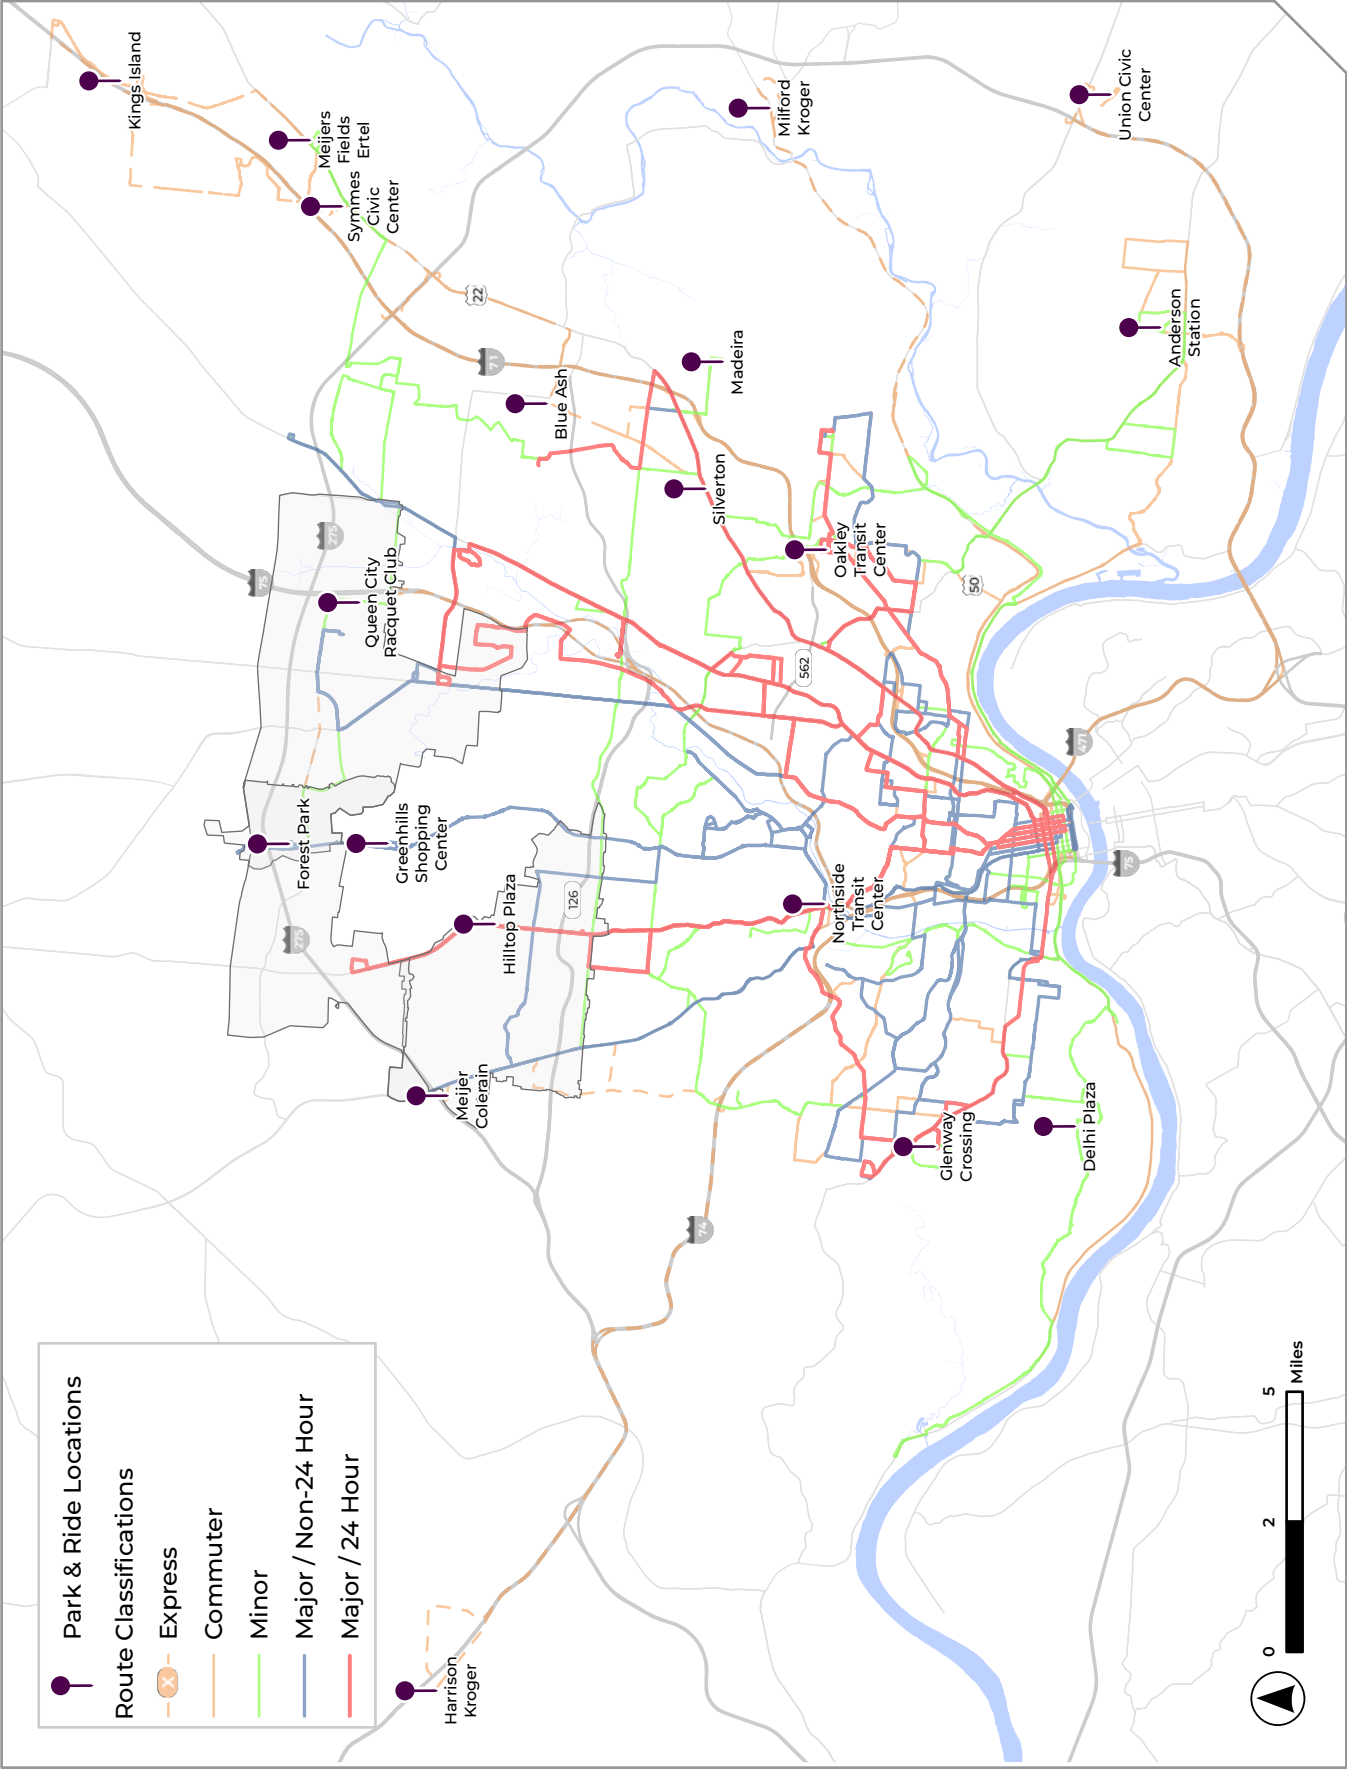 Park & Ride Locations
Route Classifications
X
Express
Commuter
Minor
Major / Non-24 Hour
Major / 24 Hour
Harrison
Kroger
Meijer
Colerain
Hilltop Plaza
Forest Park
Greenhills
Shopping
Center
Queen City
Racquet Club
Kings Island
Meijers
Fields
Ertel
Symmes
Civic
Center
Blue Ash
Madeira
Silverton
Milford
Kroger
Union Civic
Center
Anderson
Station
Oakley
Transit
Center
Northside
Transit
Center
Glenway
Crossing
Delhi Plaza
275
275
75
126
74
22
71
562
50
471
75
0
2
5
Miles